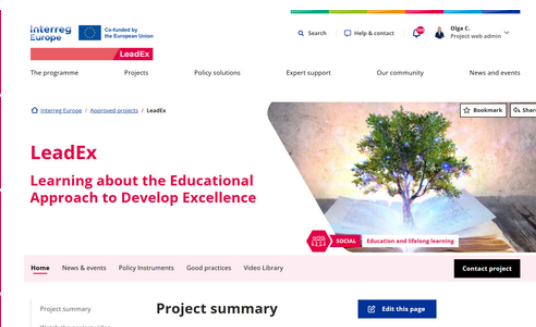 Interreg
Europe
Co-funded by
the European Union
LeadEx
Search
Help & contact
Olga C.
Project web admin
The programme
Projects
Policy solutions
Expert support
Our community
News and events
Interreg Europe / Approved projects / LeadEx
Bookmark
Share
LeadEx
Learning about the Educational
Approach to Develop Excellence
SOCIAL
Education and lifelong learning
Home
News & events
Policy Instruments
Good practices
Video Library
Contact project
Project summary
Project summary
Edit this page